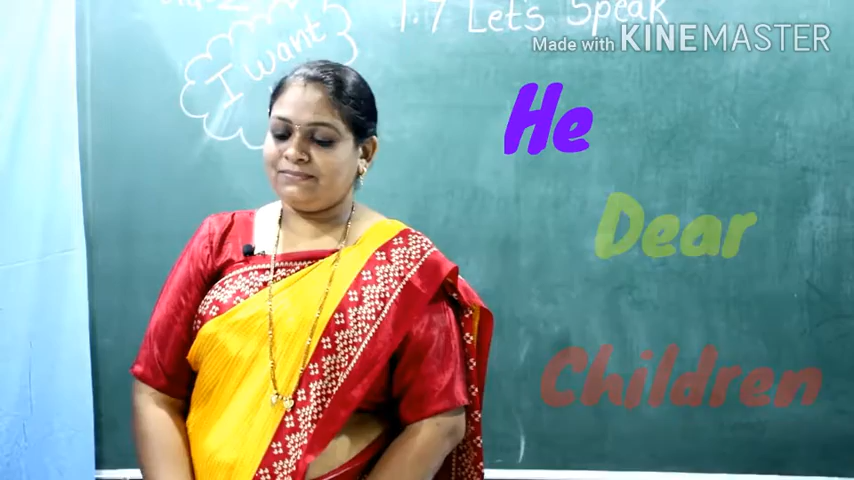 1.7 Let's Speak
I want
Made with KINEMASTER
He
Dear
Children